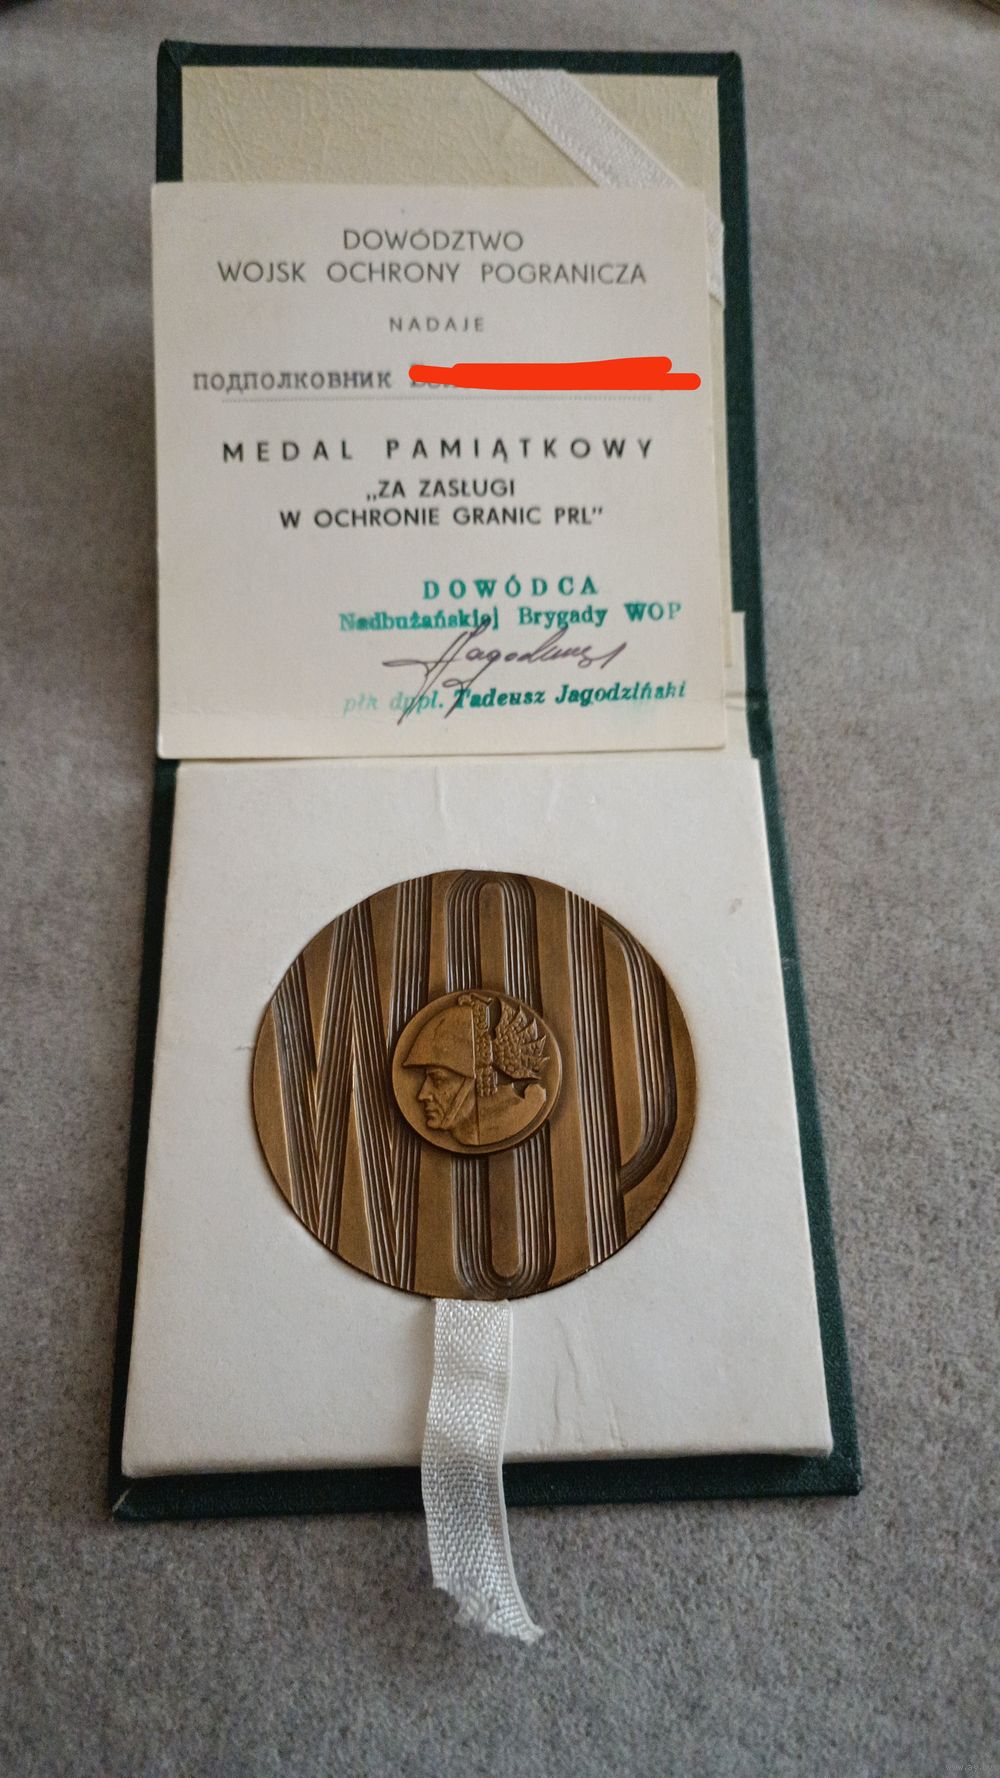 DOWÓDZTWO
WOJSK OCHRONY POGRANICZA
NADAJE
ПОДПОЛКОВНИК
MEDAL PAMIĄTKOWY
„ZA ZASŁUGI
W OCHRONIE GRANIC PRL”
DOWÓDCA
Nadbużańskiej Brygady WOP
płk dypl. Tadeusz Jagodziński
WOP